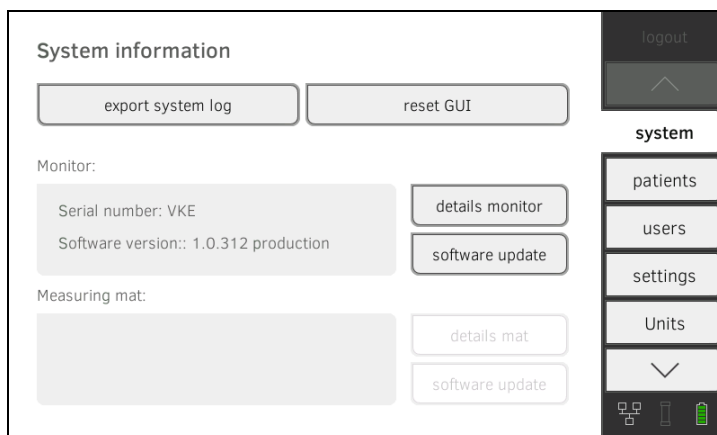 System information
export system log
reset GUI
Monitor:
Serial number: VKE
Software version:: 1.0.312 production
details monitor
software update
Measuring mat:
details mat
software update
logout
system
patients
users
settings
Units